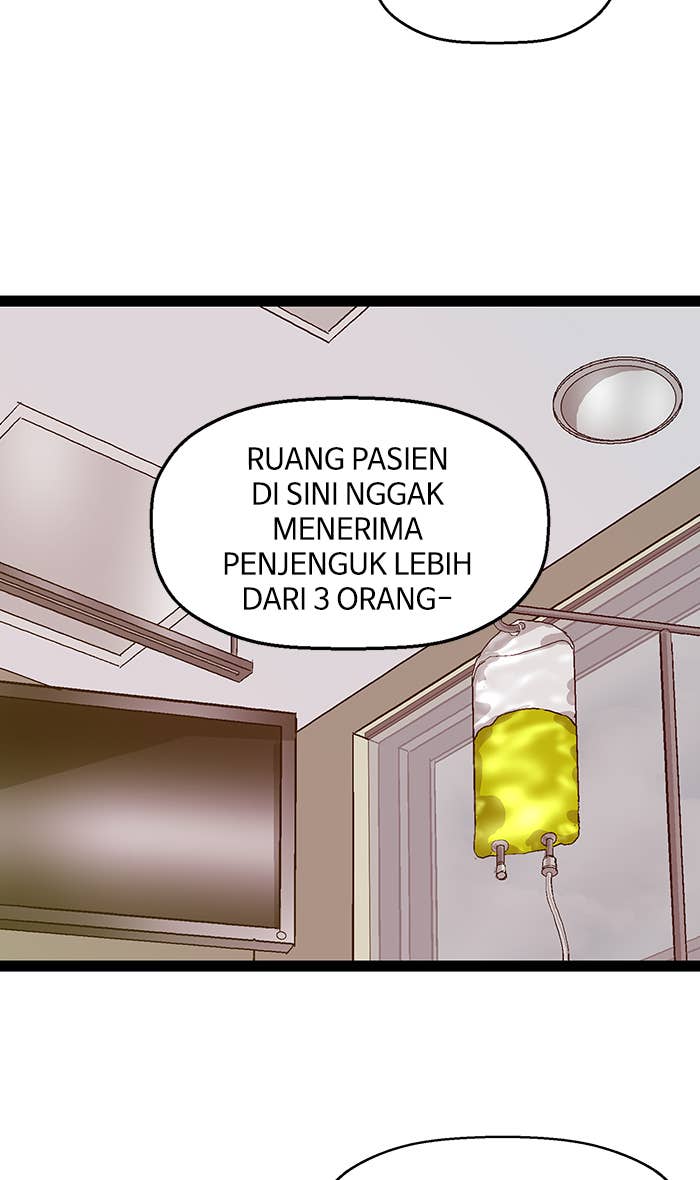 RUANG PASIEN
DI SINI NGGAK
MENERIMA
PENJENGUK LEBIH
DARI 3 ORANG-